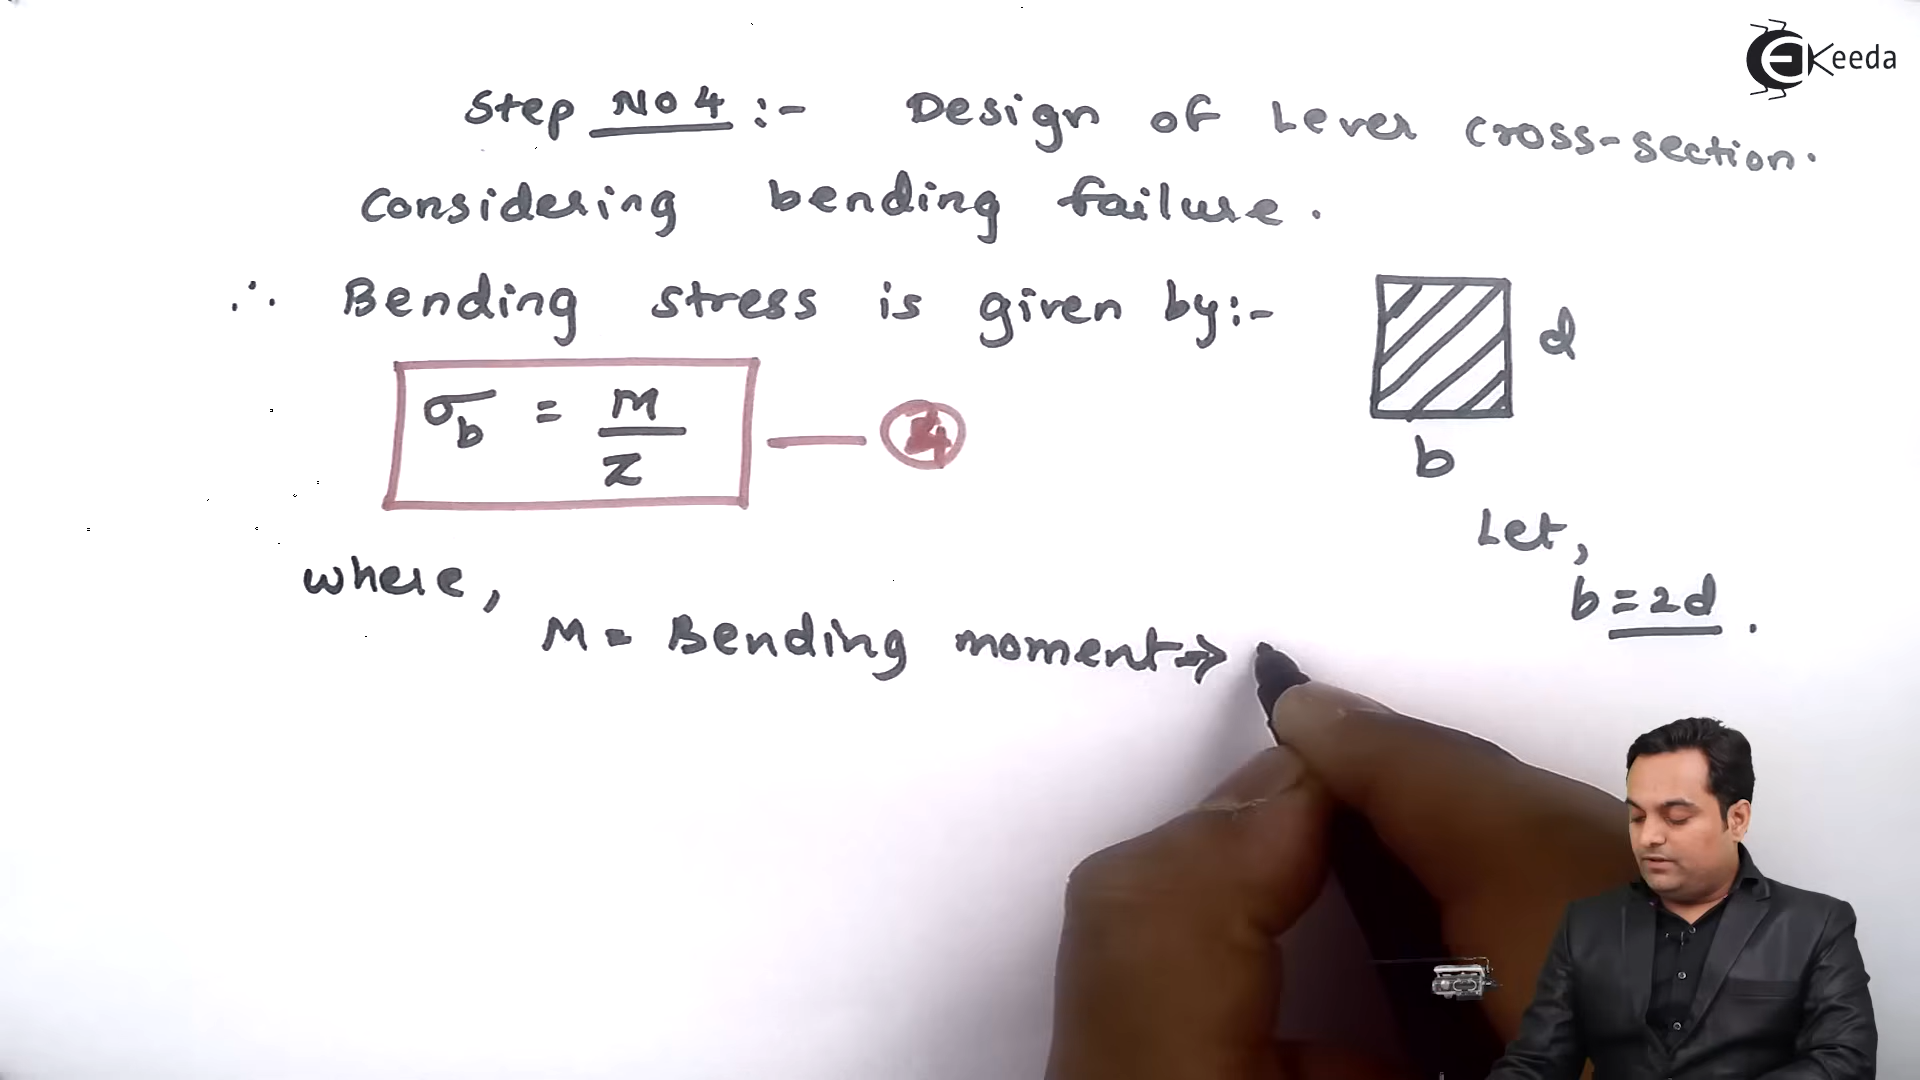 EKeeda
Step No 4 :- Design of Lever cross-section.
Considering bending failure.
∴ Bending stress is given by:-
d
σb = M/Z — 4
b
Let,
b = 2d.
where,
M = Bending moment →